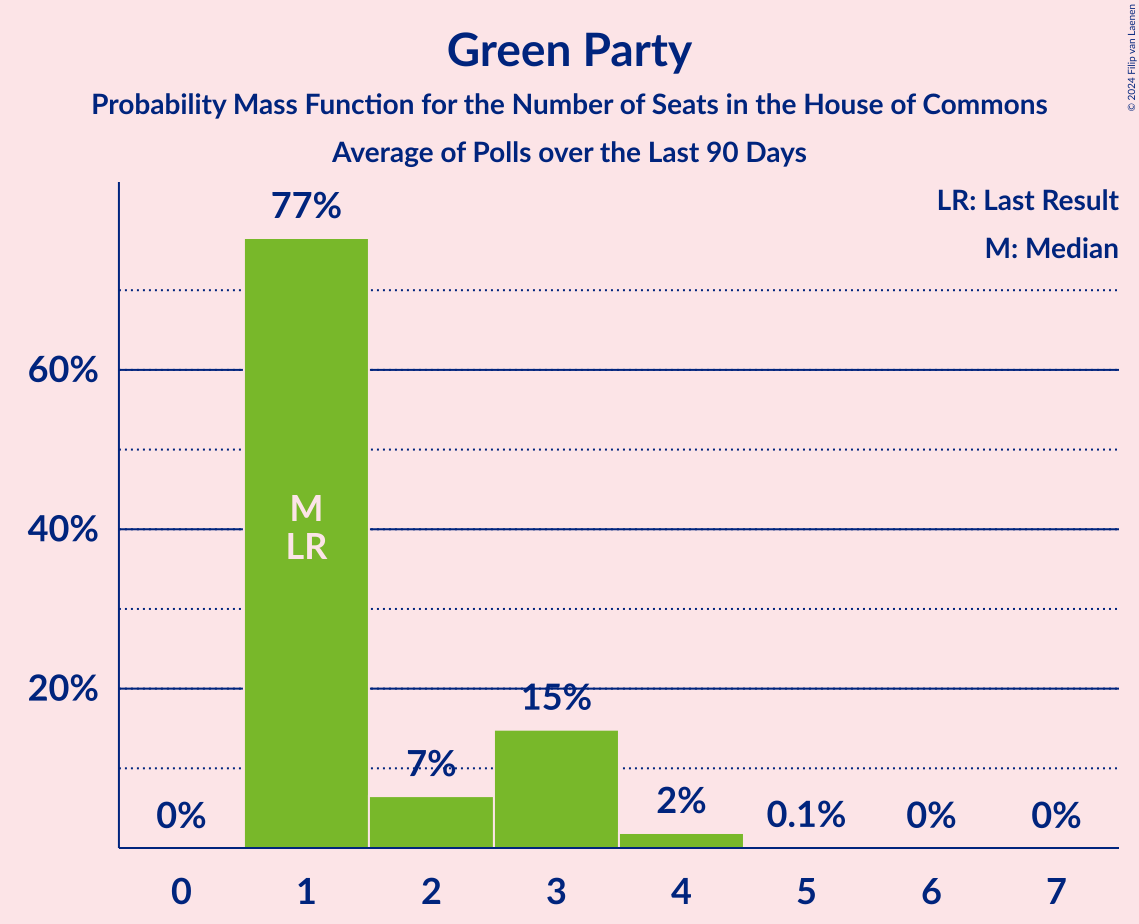 Green Party
Probability Mass Function for the Number of Seats in the House of Commons
Average of Polls over the Last 90 Days
© 2024 Filip van Laenen
LR: Last Result
M: Median
77%
60%
M
40%
LR
20%
15%
7%
2%
0%
0.1%
0%
0%
0 1 2 3 4 5 6 7